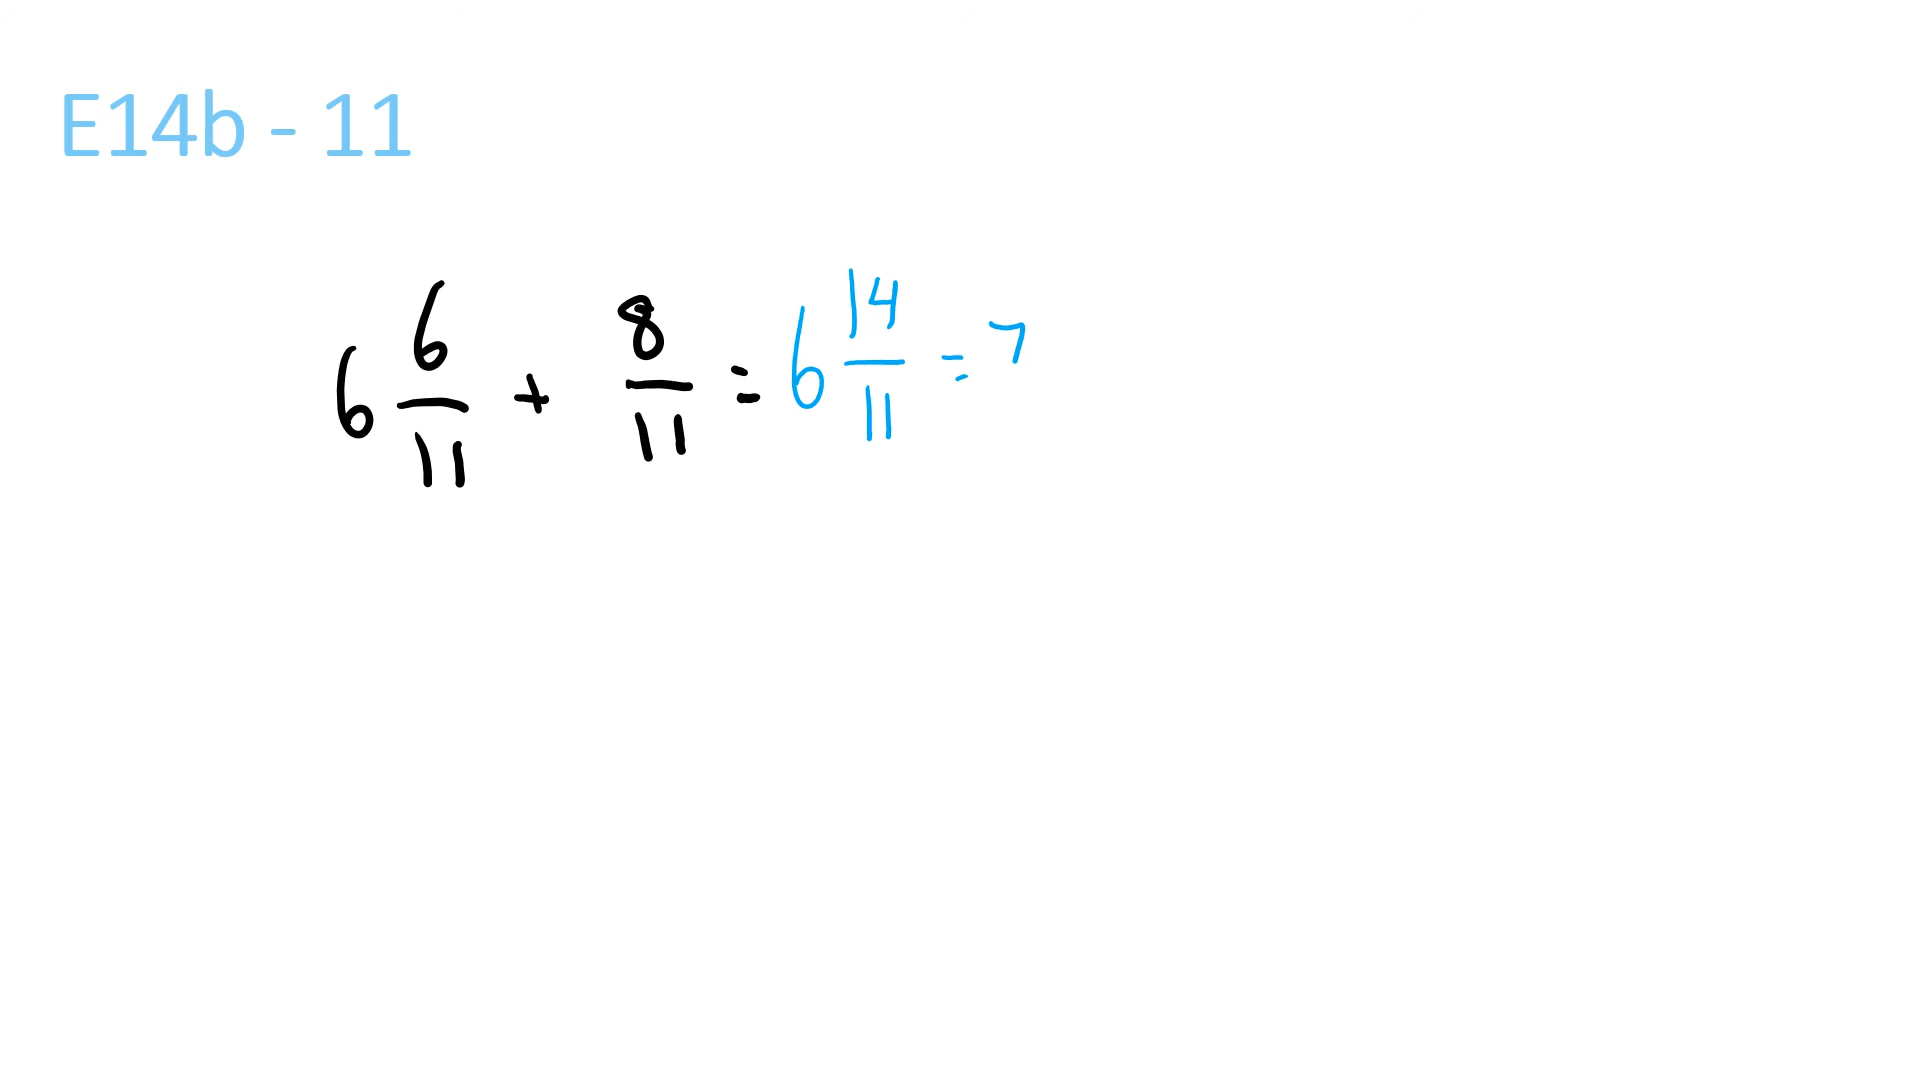 E14b - 11
6 6/11 + 8/11 = 6 14/11 = 7